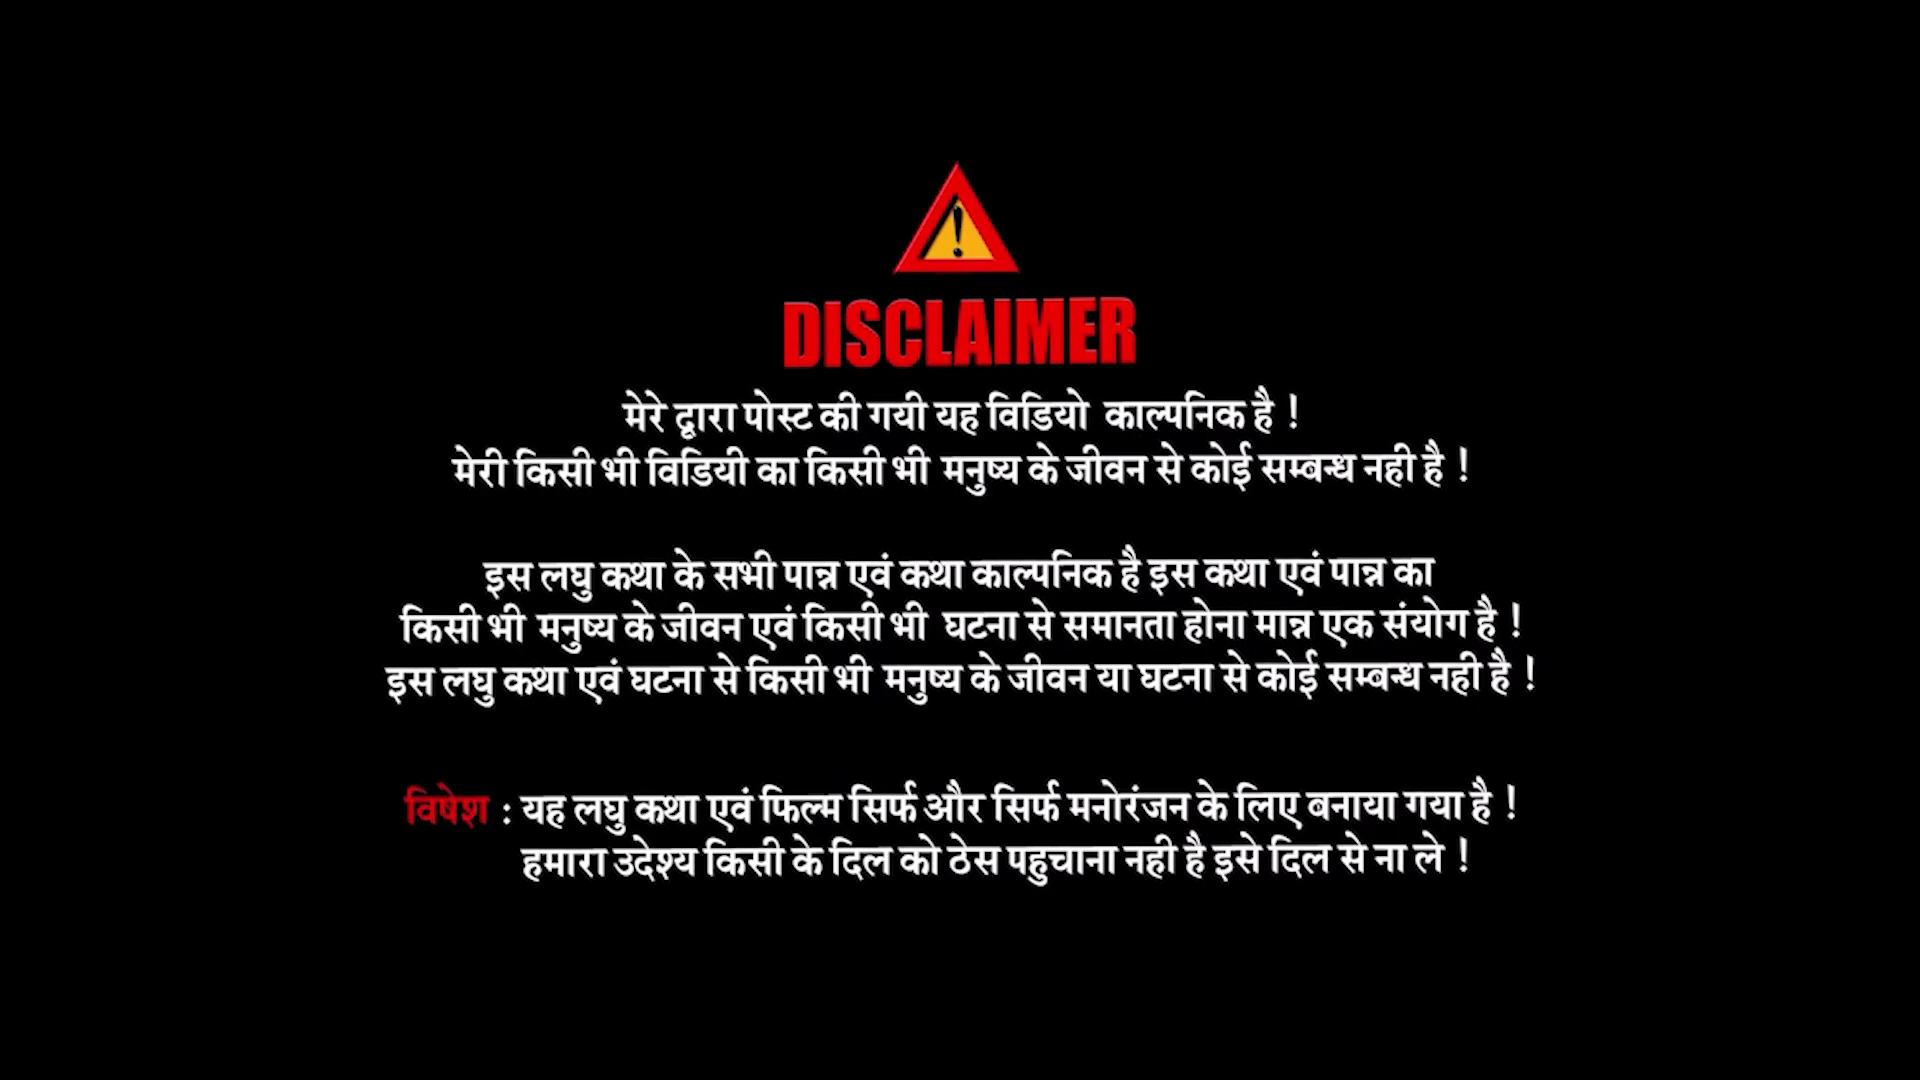 DISCLAIMER
मेरे द्वारा पोस्ट की गयी यह विडियो काल्पनिक है !
मेरी किसी भी विडियी का किसी भी मनुष्य के जीवन से कोई सम्बन्ध नही है !
इस लघु कथा के सभी पान्न एवं कथा काल्पनिक है इस कथा एवं पान्न का
किसी भी मनुष्य के जीवन एवं किसी भी घटना से समानता होना मान्न एक संयोग है !
इस लघु कथा एवं घटना से किसी भी मनुष्य के जीवन या घटना से कोई सम्बन्ध नही है !
विषेश : यह लघु कथा एवं फिल्म सिर्फ और सिर्फ मनोरंजन के लिए बनाया गया है !
हमारा उदेश्य किसी के दिल को ठेस पहुचाना नही है इसे दिल से ना ले !